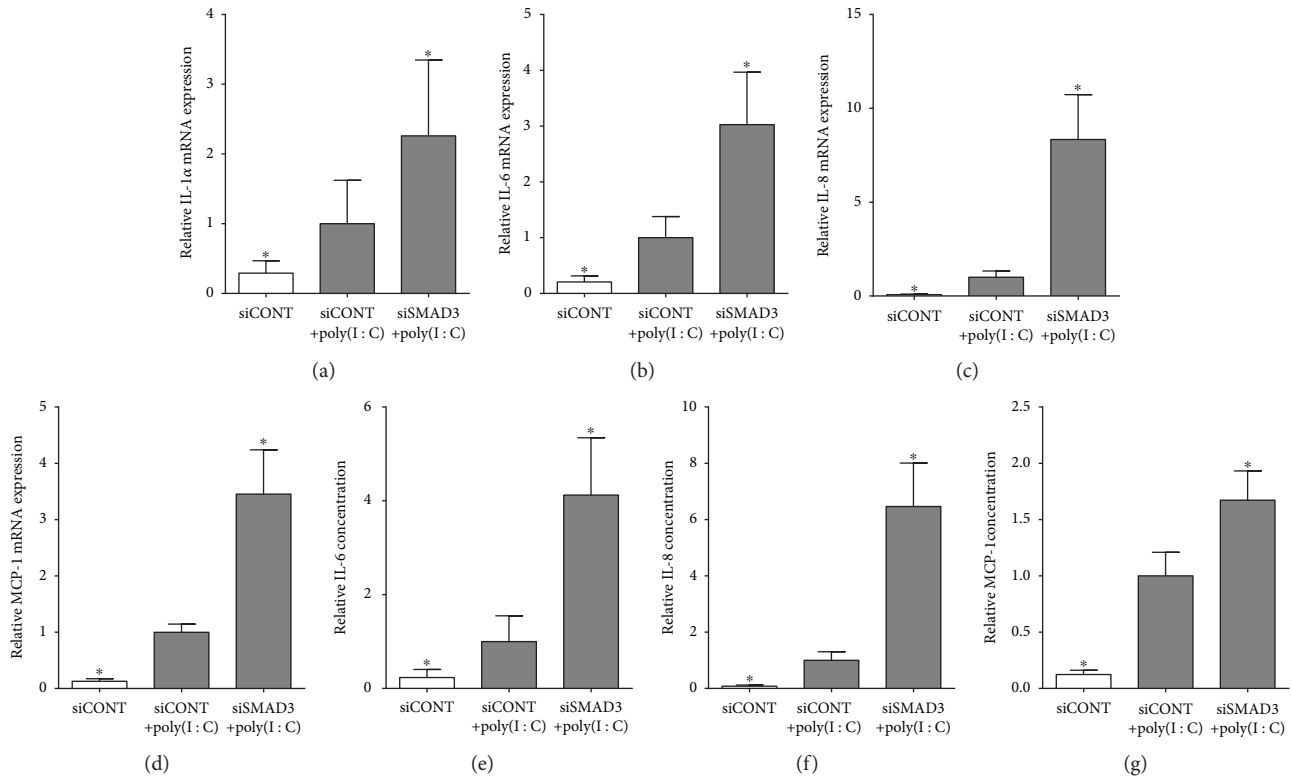 Relative IL-1α mRNA expression
4
3
2
1
0
*
*
siCONT
siCONT
+poly(I : C)
siSMAD3
+poly(I : C)
(a)
Relative IL-6 mRNA expression
5
4
3
2
1
0
*
*
siCONT
siCONT
+poly(I : C)
siSMAD3
+poly(I : C)
(b)
Relative IL-8 mRNA expression
15
10
5
0
*
*
siCONT
siCONT
+poly(I : C)
siSMAD3
+poly(I : C)
(c)
Relative MCP-1 mRNA expression
5
4
3
2
1
0
*
*
siCONT
siCONT
+poly(I : C)
siSMAD3
+poly(I : C)
(d)
Relative IL-6 concentration
6
4
2
0
*
*
siCONT
siCONT
+poly(I : C)
siSMAD3
+poly(I : C)
(e)
Relative IL-8 concentration
10
8
6
4
2
0
*
*
siCONT
siCONT
+poly(I : C)
siSMAD3
+poly(I : C)
(f)
Relative MCP-1concentration
2.5
2.0
1.5
1.0
0.5
0.0
*
*
siCONT
siCONT
+poly(I : C)
siSMAD3
+poly(I : C)
(g)